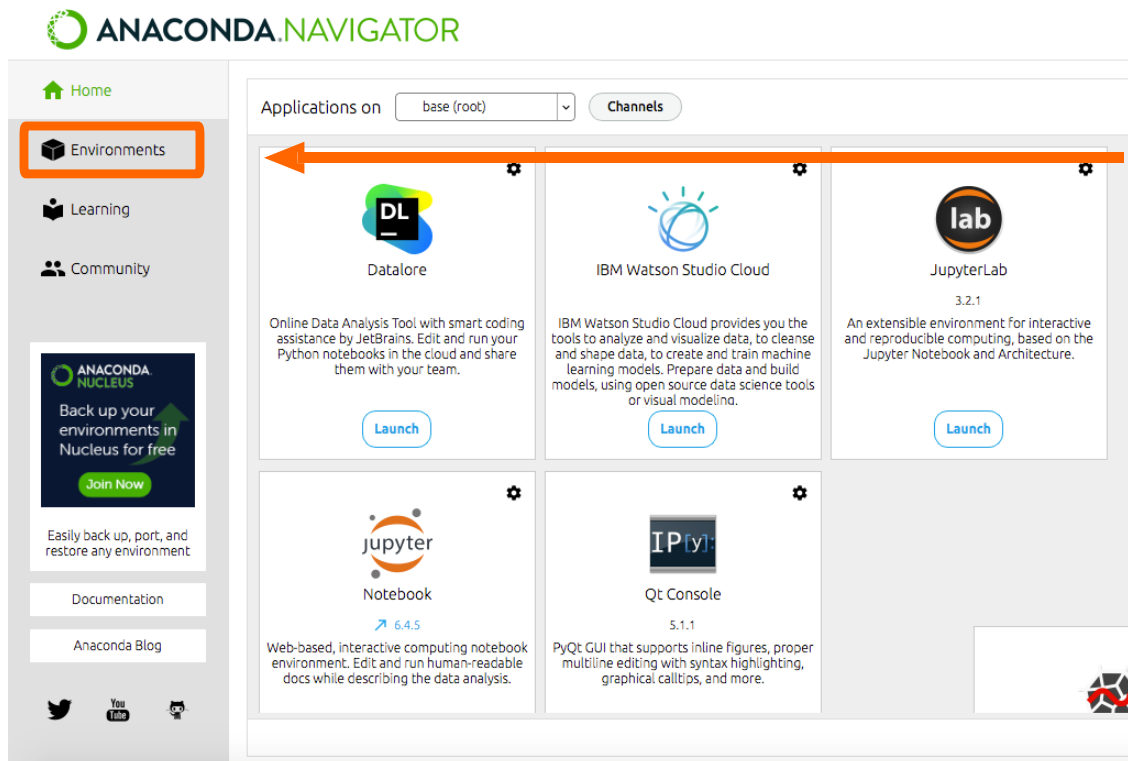 ANACONDA.NAVIGATOR
Home
Environments
Learning
Community
ANACONDA.
NUCLEUS
Back up your
environments in
Nucleus for free
Join Now
Easily back up, port, and
restore any environment
Documentation
Anaconda Blog
You
Tube
Applications on
base (root)
Channels
DL
Datalore
Online Data Analysis Tool with smart coding
assistance by JetBrains. Edit and run your
Python notebooks in the cloud and share
them with your team.
Launch
IBM Watson Studio Cloud
IBM Watson Studio Cloud provides you the
tools to analyze and visualize data, to cleanse
and shape data, to create and train machine
learning models. Prepare data and build
models, using open source data science tools
or visual modeling.
Launch
lab
JupyterLab
3.2.1
An extensible environment for interactive
and reproducible computing, based on the
Jupyter Notebook and Architecture.
Launch
jupyter
Notebook
6.4.5
Web-based, interactive computing notebook
environment. Edit and run human-readable
docs while describing the data analysis.
IP[y]:
Qt Console
5.1.1
PyQt GUI that supports inline figures, proper
multiline editing with syntax highlighting,
graphical calltips, and more.